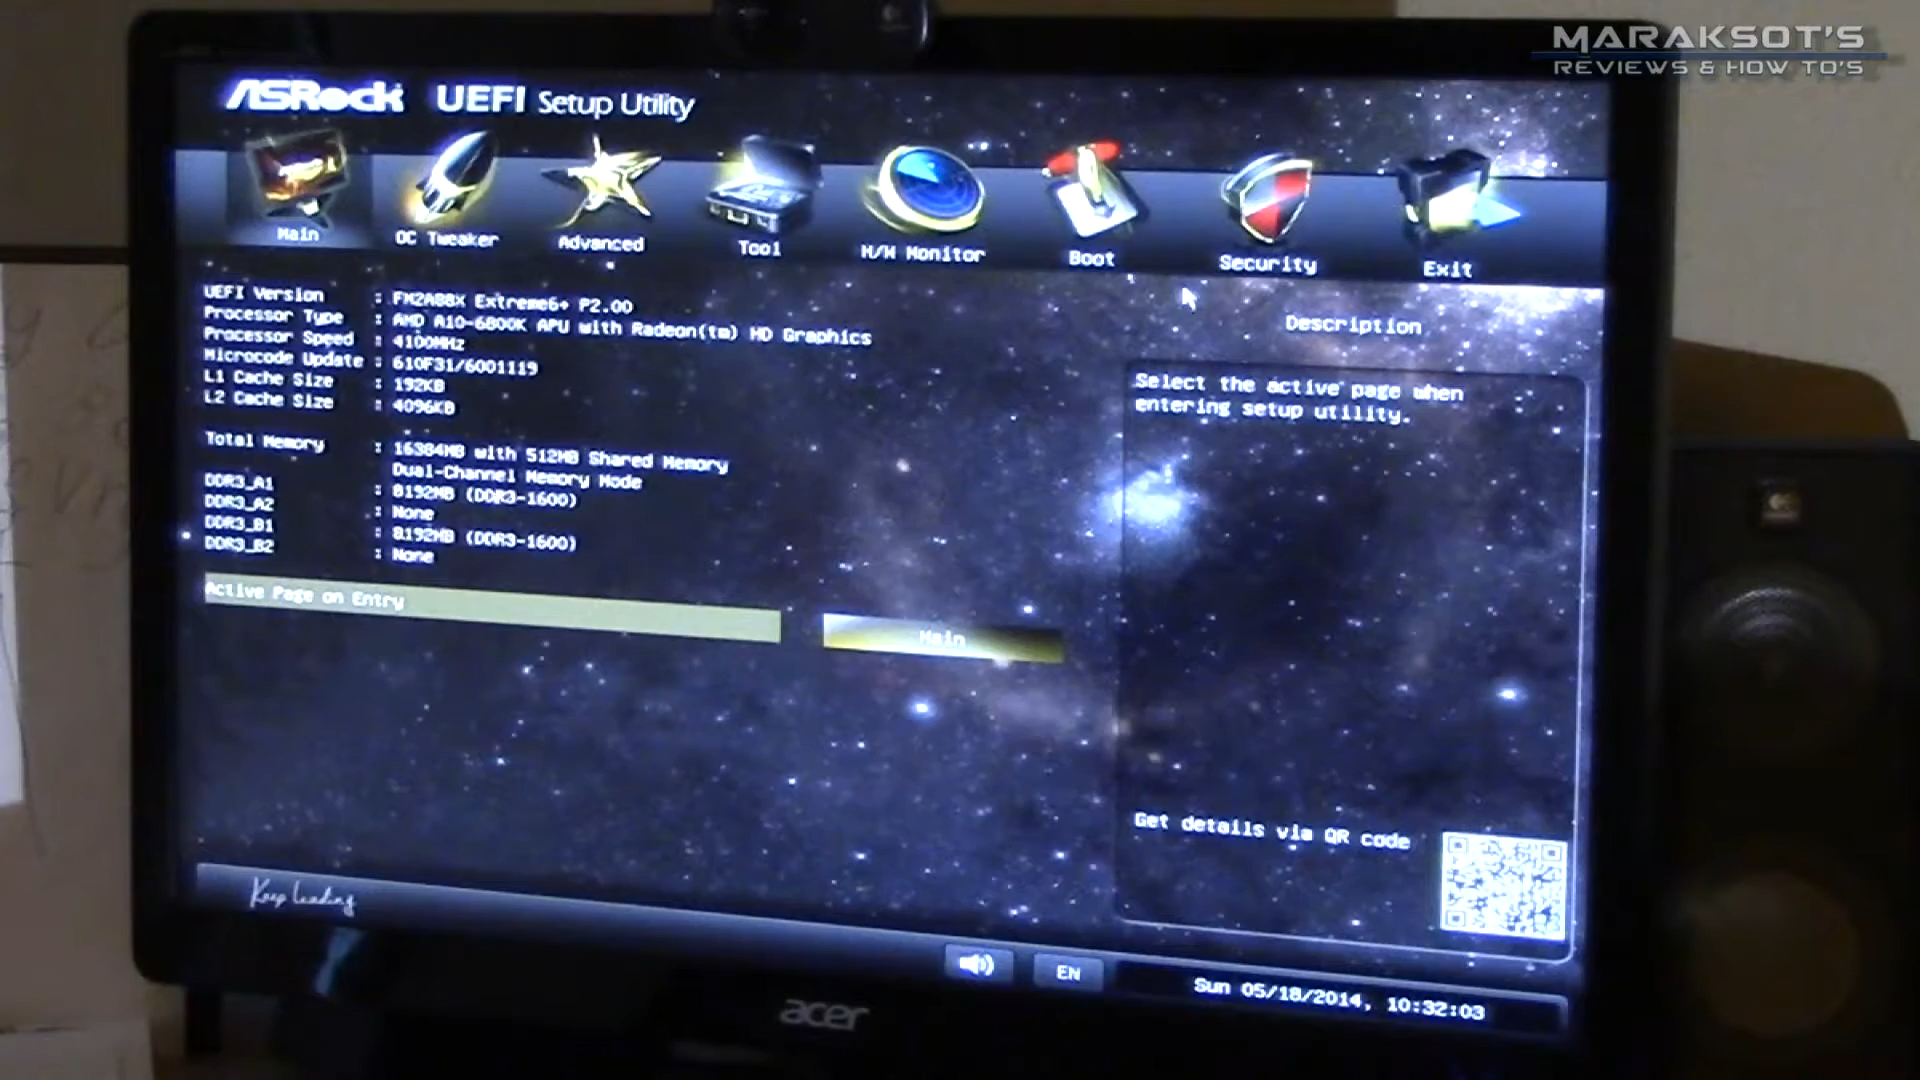 MARAKSOT'S
REVIEWS & HOW TO'S
ASRock UEFI Setup Utility
Main OC Tweaker Advanced Tool H/W Monitor Boot Security Exit
UEFI Version : FM2A88X Extreme6+ P2.00
Processor Type : AMD A10-6800K APU with Radeon(tm) HD Graphics
Processor Speed : 4100MHz
Microcode Update : 610F31/6001119
L1 Cache Size : 192KB
L2 Cache Size : 4096KB
Total Memory : 16384MB with 512MB Shared Memory
Dual-Channel Memory Mode
DDR3_A1 : 8192MB (DDR3-1600)
DDR3_A2 : None
DDR3_B1 : 8192MB (DDR3-1600)
DDR3_B2 : None
Active Page on Entry Main
Description
Select the active page when
entering setup utility.
Get details via QR code
Keep Leading
EN
Sun 05/18/2014, 10:32:03
acer